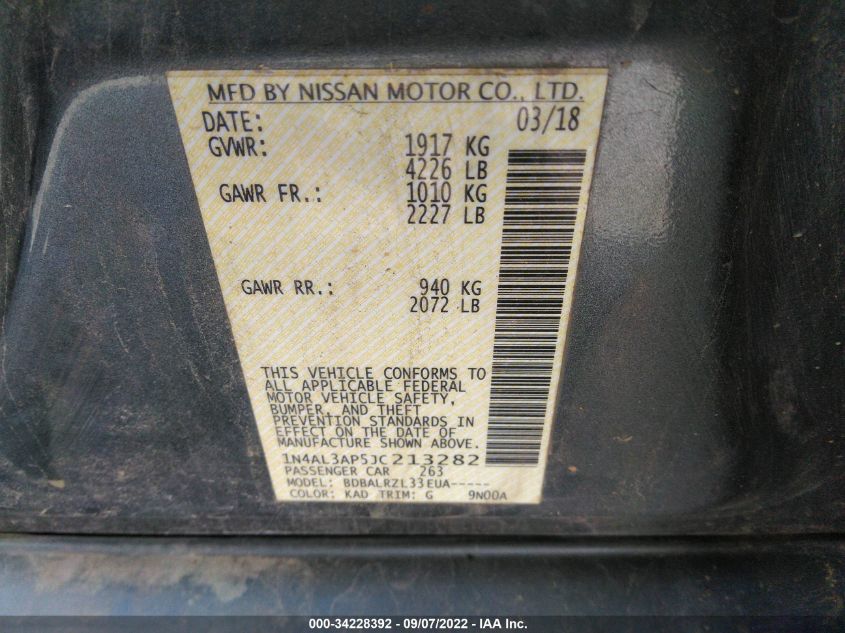 MFD BY NISSAN MOTOR CO., LTD.
DATE: 03/18
GVWR: 1917 KG
4226 LB
GAWR FR.: 1010 KG
2227 LB
GAWR RR.: 940 KG
2072 LB
THIS VEHICLE CONFORMS TO
ALL APPLICABLE FEDERAL
MOTOR VEHICLE SAFETY,
BUMPER, AND THEFT
PREVENTION STANDARDS IN
EFFECT ON THE DATE OF
MANUFACTURE SHOWN ABOVE.
1N4AL3AP5JC213282
PASSENGER CAR 263
MODEL: BDBALRZL33EUA-----
COLOR: KAD TRIM: G 9N00A
000-34228392 - 09/07/2022 - IAA Inc.